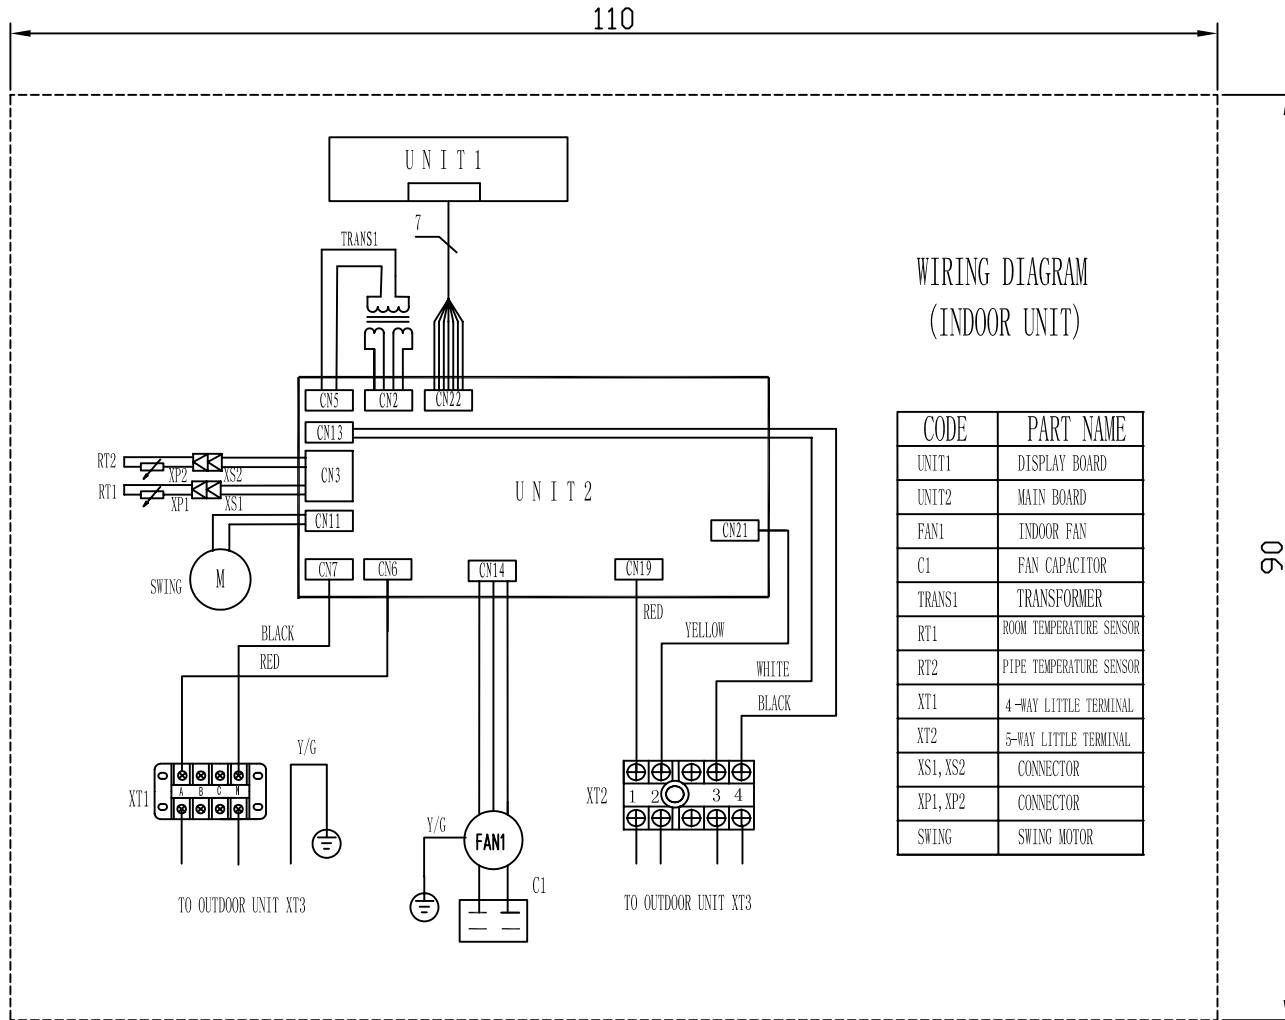 110
UNIT1
7
TRANS1
WIRING DIAGRAM
(INDOOR UNIT)
CN5
CN2
CN22
CN13
RT2
XP2
XS2
CN3
RT1
XP1
XS1
UNIT2
CN11
CN21
SWING
M
CN7
CN6
CN14
CN19
RED
BLACK
YELLOW
RED
WHITE
BLACK
Y/G
XT1
A B C N
XT2
1 2 3 4
Y/G
FAN1
C1
TO OUTDOOR UNIT XT3
TO OUTDOOR UNIT XT3
CODE PART NAME
UNIT1 DISPLAY BOARD
UNIT2 MAIN BOARD
FAN1 INDOOR FAN
C1 FAN CAPACITOR
TRANS1 TRANSFORMER
RT1 ROOM TEMPERATURE SENSOR
RT2 PIPE TEMPERATURE SENSOR
XT1 4-WAY LITTLE TERMINAL
XT2 5-WAY LITTLE TERMINAL
XS1,XS2 CONNECTOR
XP1,XP2 CONNECTOR
SWING SWING MOTOR
90